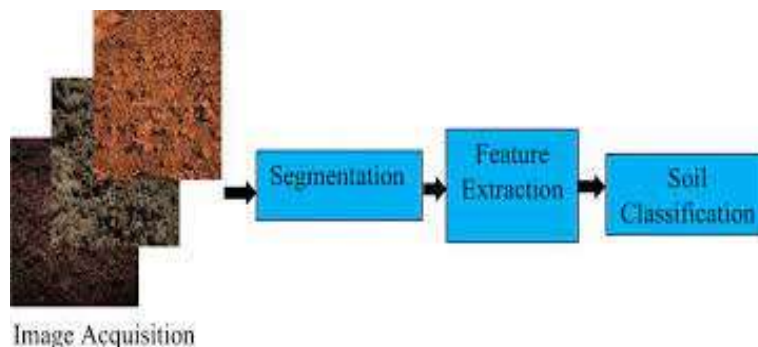 Image Acquisition
Segmentation
Feature
Extraction
Soil
Classification